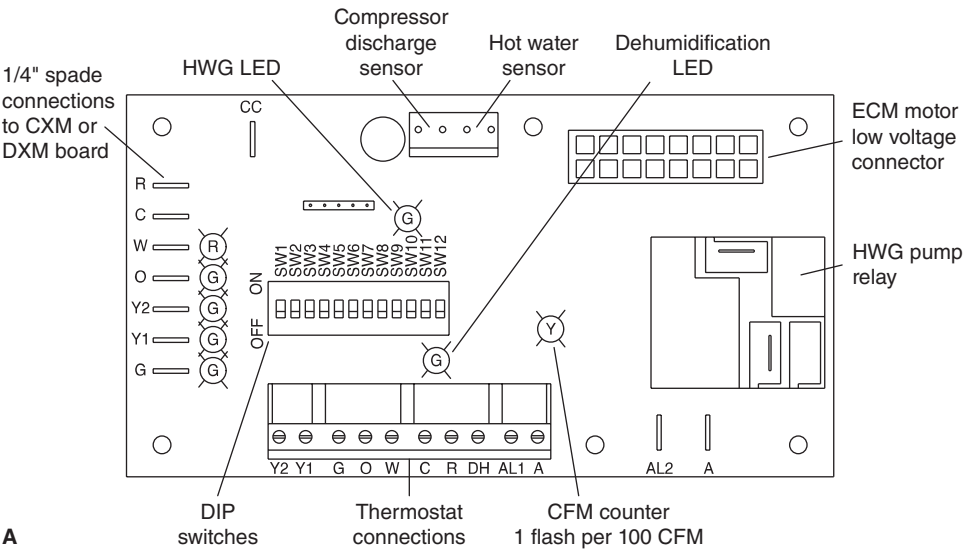 Compressor
discharge
sensor
Hot water
sensor
Dehumidification
LED
HWG LED
1/4" spade
connections
to CXM or
DXM board
CC
ECM motor
low voltage
connector
R
C
W
O
Y2
Y1
G
R
G
G
G
G
G
SW1
SW2
SW3
SW4
SW5
SW6
SW7
SW8
SW9
SW10
SW11
SW12
ON
OFF
HWG pump
relay
Y
G
Y2 Y1 G O W C R DH AL1 A
AL2 A
DIP
switches
Thermostat
connections
CFM counter
1 flash per 100 CFM
A